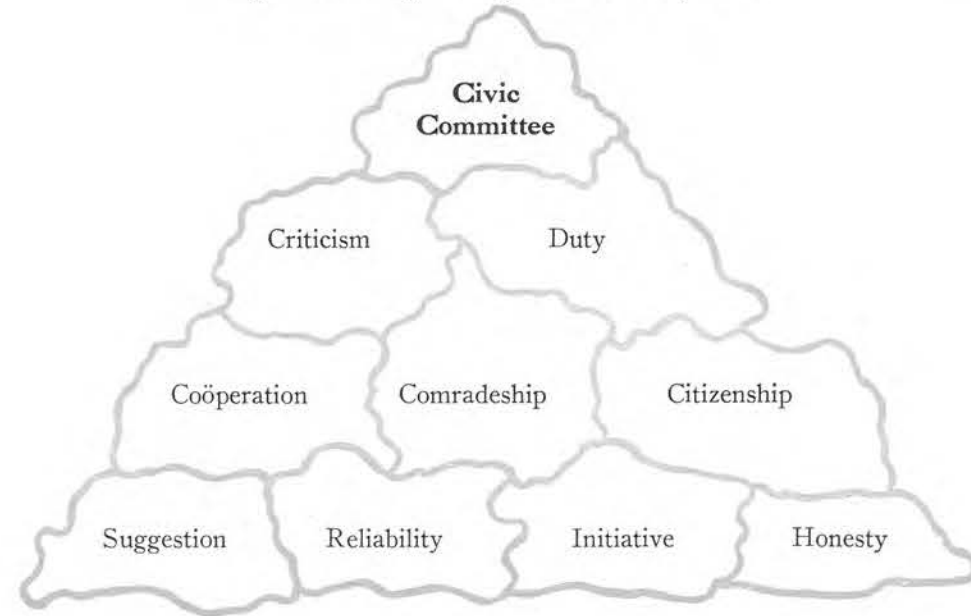 Civic
Committee
Criticism Duty
Coöperation Comradeship Citizenship
Suggestion Reliability Initiative Honesty